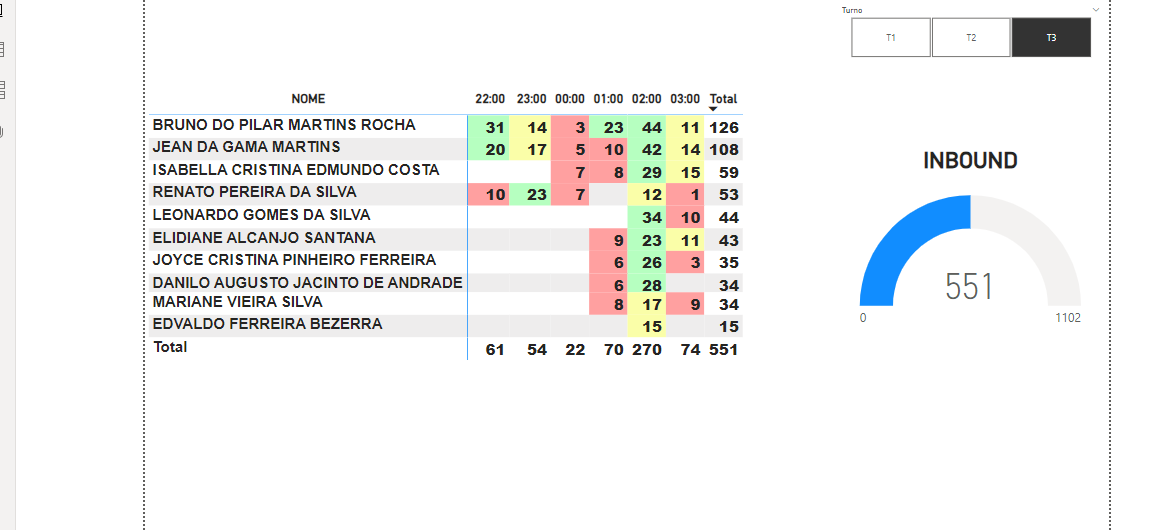 Turno
T1 T2 T3
NOME 22:00 23:00 00:00 01:00 02:00 03:00 Total
BRUNO DO PILAR MARTINS ROCHA 31 14 3 23 44 11 126
JEAN DA GAMA MARTINS 20 17 5 10 42 14 108
ISABELLA CRISTINA EDMUNDO COSTA 7 8 29 15 59
RENATO PEREIRA DA SILVA 10 23 7 12 1 53
LEONARDO GOMES DA SILVA 34 10 44
ELIDIANE ALCANJO SANTANA 9 23 11 43
JOYCE CRISTINA PINHEIRO FERREIRA 6 26 3 35
DANILO AUGUSTO JACINTO DE ANDRADE 6 28 34
MARIANE VIEIRA SILVA 8 17 9 34
EDVALDO FERREIRA BEZERRA 15 15
Total 61 54 22 70 270 74 551
INBOUND
551
0 1102